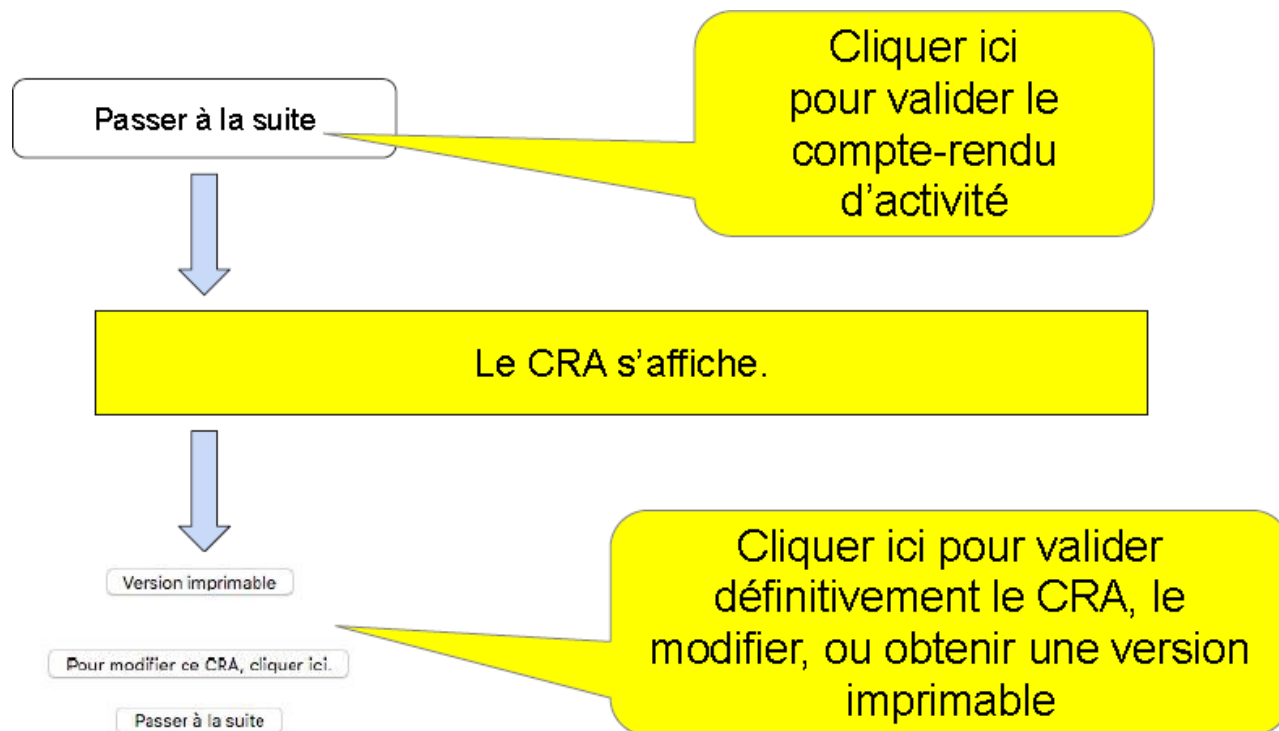 Cliquer ici
pour valider le
compte-rendu
d'activité
Passer à la suite
Le CRA s'affiche.
Version imprimable
Pour modifier ce CRA, cliquer ici.
Passer à la suite
Cliquer ici pour valider
définitivement le CRA, le
modifier, ou obtenir une version
imprimable